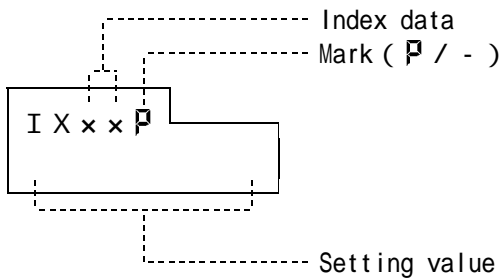 Index data
Mark ( P / - )
I X × × P
Setting value